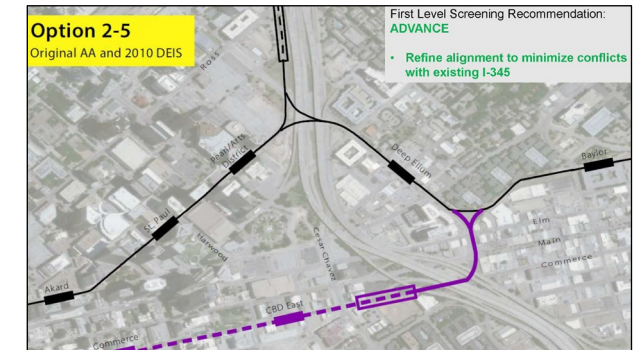 Option 2-5
Original AA and 2010 DEIS
First Level Screening Recommendation:
ADVANCE
• Refine alignment to minimize conflicts
with existing I-345
Ross
Pearl/Arts
District
Deep Ellum
Baylor
St. Paul
Harwood
Cesar Chavez
Elm
Main
Commerce
Akard
CBD East
Commerce